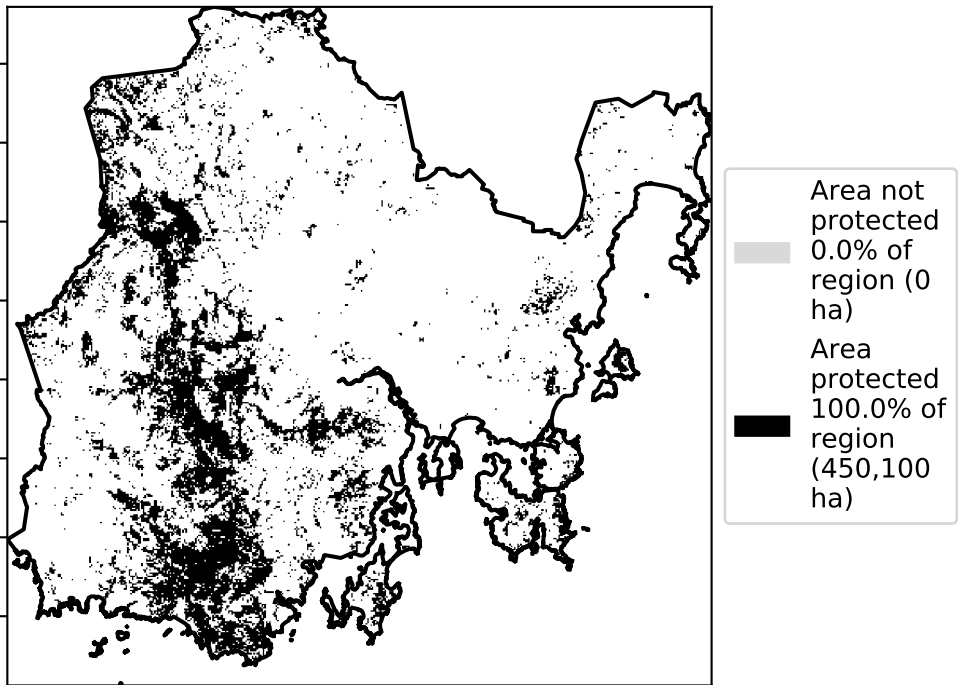 Area not
protected
0.0% of
region (0
ha)
Area
protected
100.0% of
region
(450,100
ha)